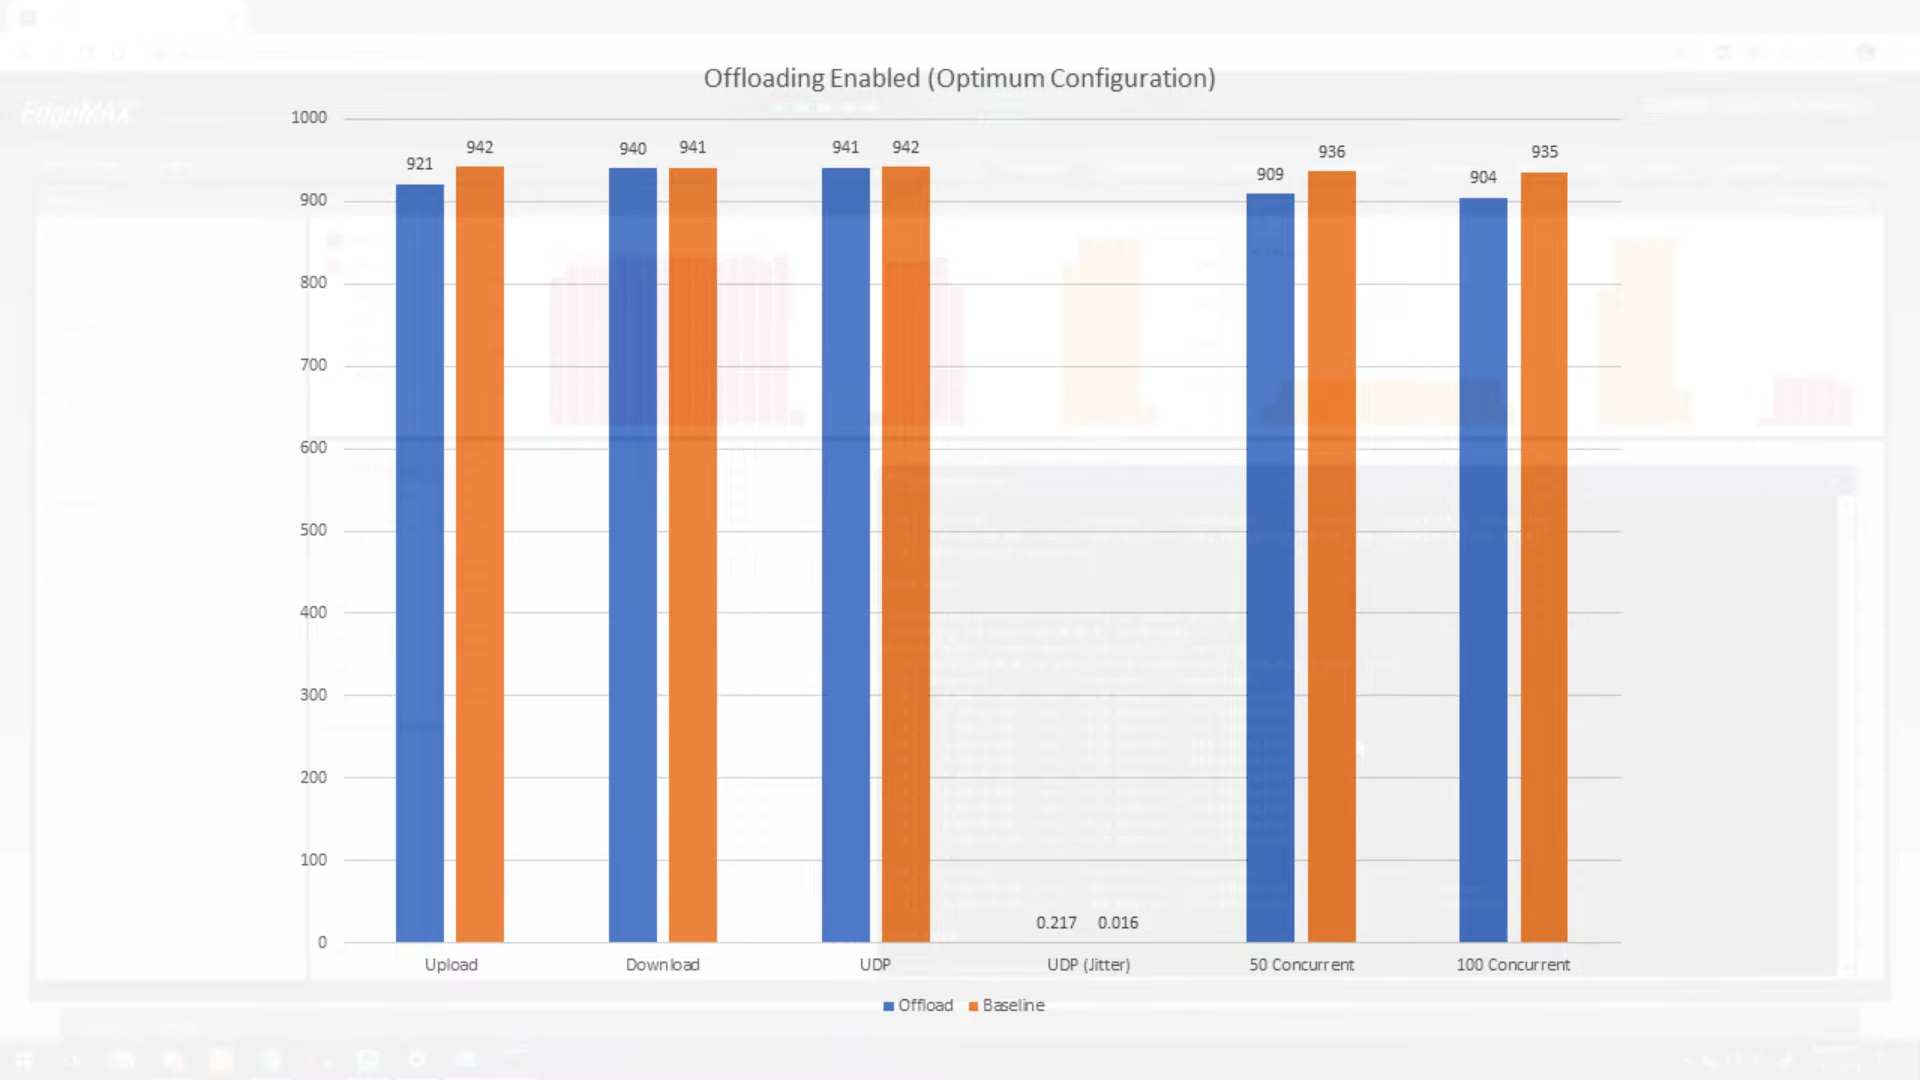 Offloading Enabled (Optimum Configuration)
EdgeMAX
1000
900
800
700
600
500
400
300
200
100
0
921
942
940
941
941
942
0.217
0.016
909
936
904
935
Upload
Download
UDP
UDP (Jitter)
50 Concurrent
100 Concurrent
Offload
Baseline